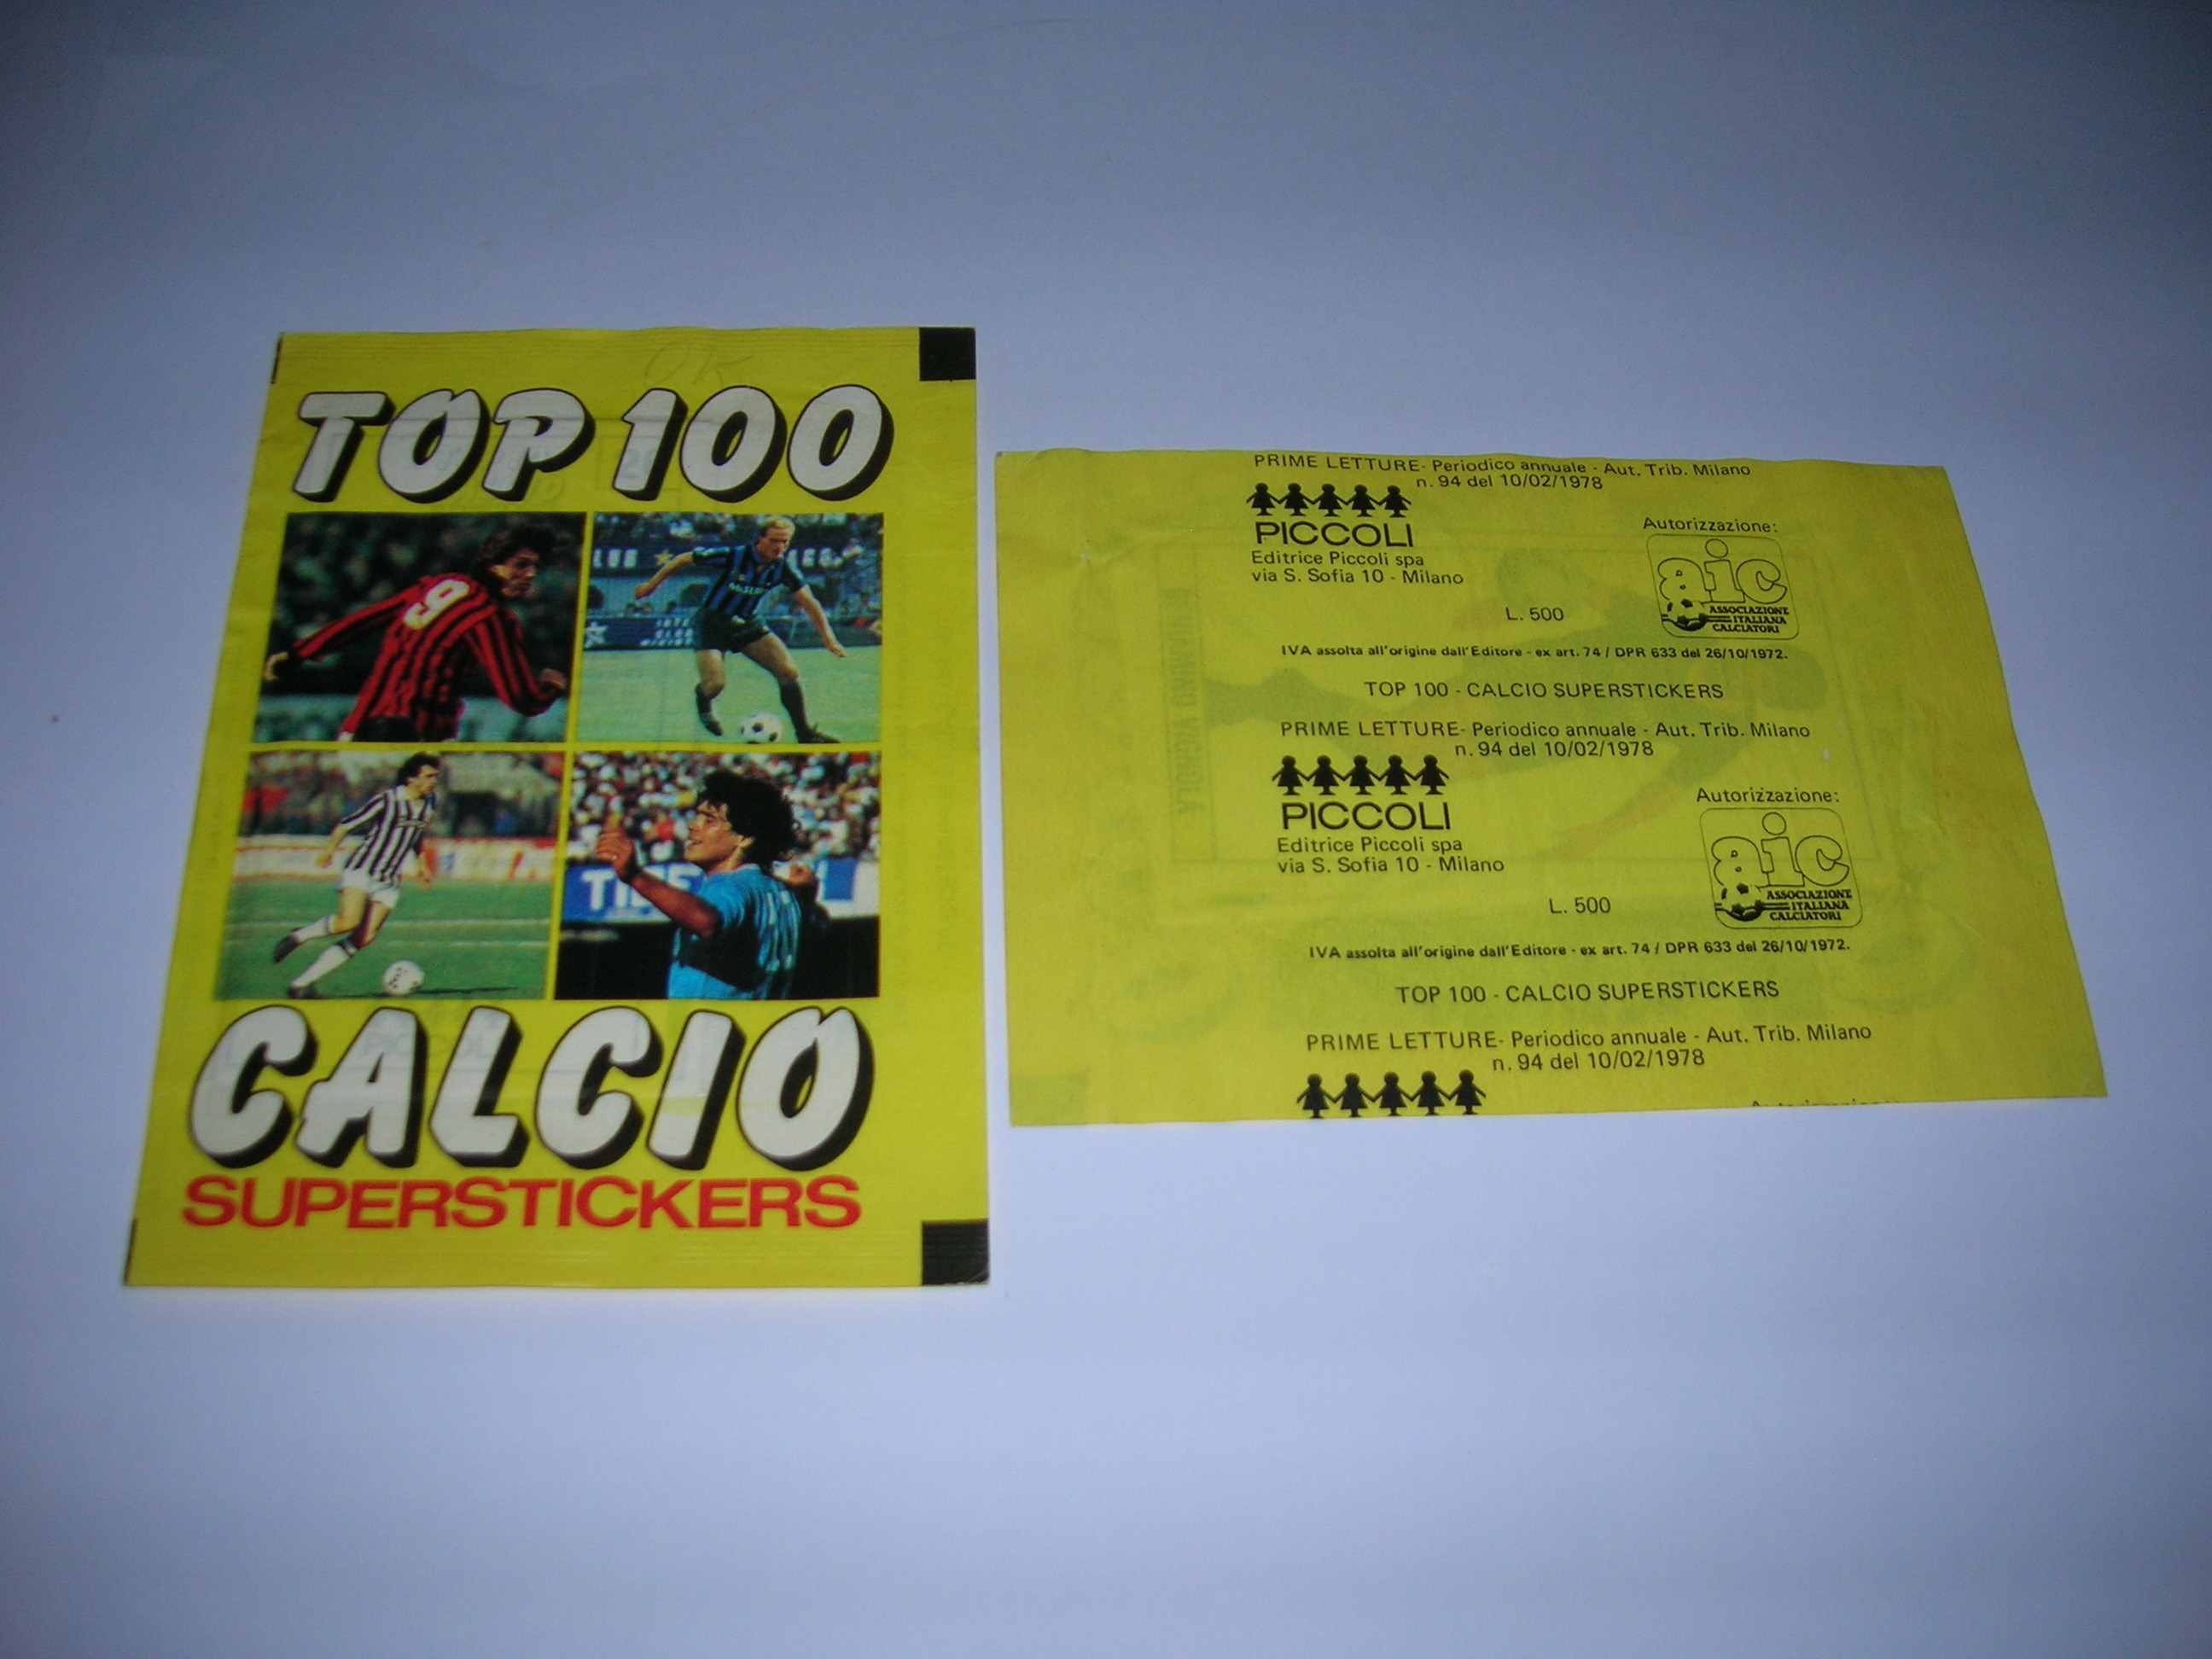 OK
TOP 100
9
CLUB
MISURA
INTER
CLUB
CALCIO
SUPERSTICKERS
PRIME LETTURE- Periodico annuale - Aut. Trib. Milano
n. 94 del 10/02/1978
PICCOLI
Editrice Piccoli spa
via S. Sofia 10 - Milano
Autorizzazione:
aic
ASSOCIAZIONE
ITALIANA
CALCIATORI
L. 500
IVA assolta all'origine dall'Editore - ex art. 74 / DPR 633 del 26/10/1972.
TOP 100 - CALCIO SUPERSTICKERS
PRIME LETTURE- Periodico annuale - Aut. Trib. Milano
n. 94 del 10/02/1978
PICCOLI
Editrice Piccoli spa
via S. Sofia 10 - Milano
Autorizzazione:
aic
ASSOCIAZIONE
ITALIANA
CALCIATORI
L. 500
IVA assolta all'origine dall'Editore - ex art. 74 / DPR 633 del 26/10/1972.
TOP 100 - CALCIO SUPERSTICKERS
PRIME LETTURE- Periodico annuale - Aut. Trib. Milano
n. 94 del 10/02/1978